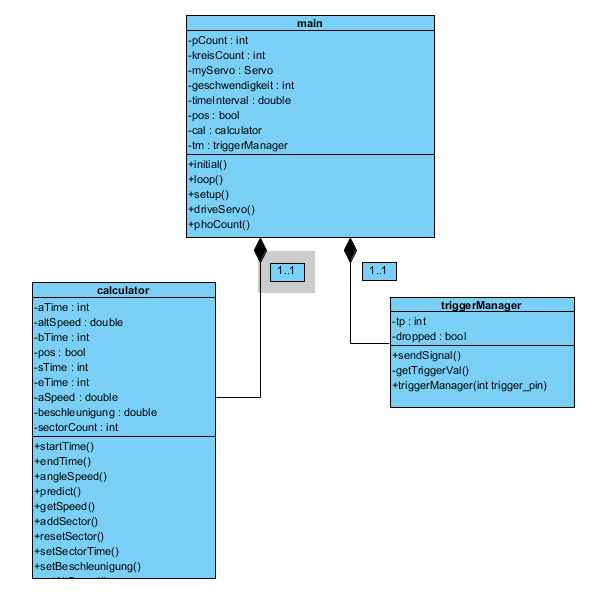 main
-pCount : int
-kreisCount : int
-myServo : Servo
-geschwendigkeit : int
-timeInterval : double
-pos : bool
-cal : calculator
-tm : triggerManager
+initial()
+loop()
+setup()
+driveServo()
+phoCount()
1..1
1..1
calculator
-aTime : int
-altSpeed : double
-bTime : int
-pos : bool
-sTime : int
-eTime : int
-aSpeed : double
-beschleunigung : double
-sectorCount : int
+startTime()
+endTime()
+angleSpeed()
+predict()
+getSpeed()
+addSector()
+resetSector()
+setSectorTime()
+setBeschleunigung()
triggerManager
-tp : int
-dropped : bool
+sendSignal()
-getTriggerVal()
+triggerManager(int trigger_pin)